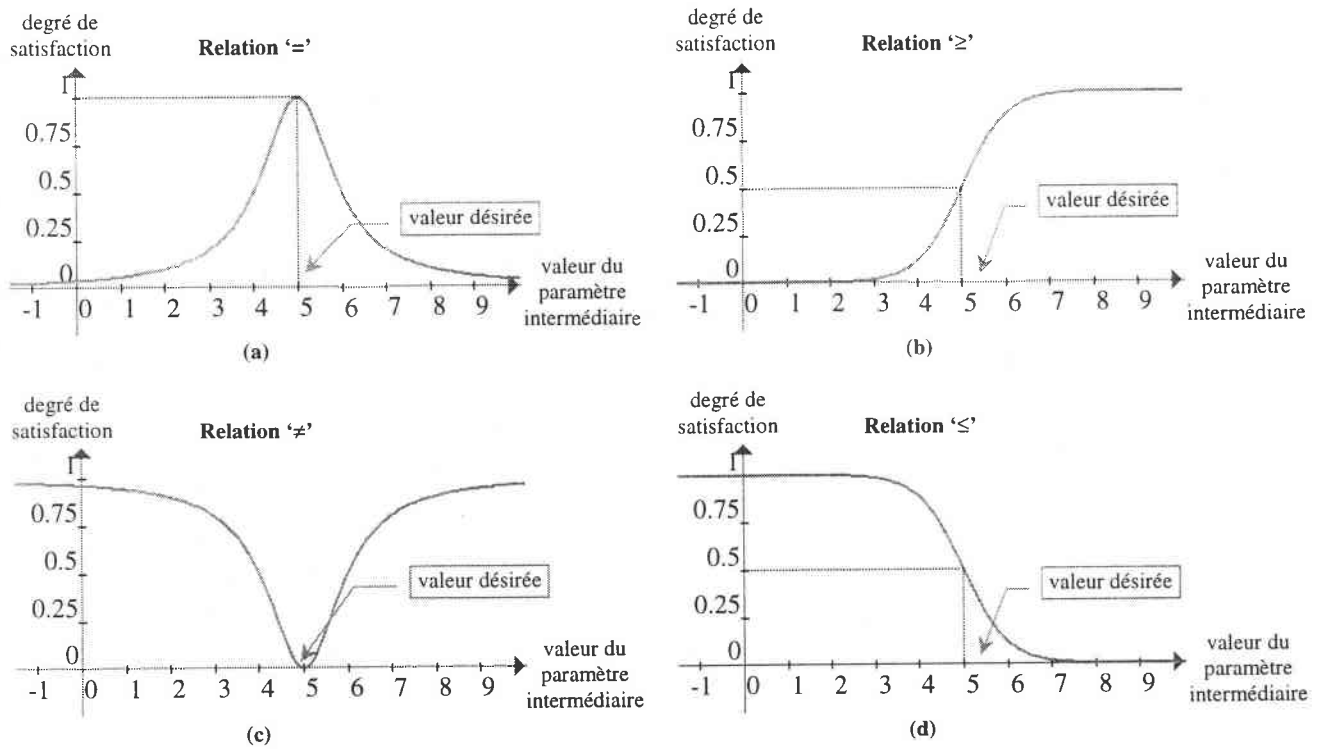 degré de
satisfaction
Relation ‘=’
1
0.75
0.5
0.25
0
-1 0 1 2 3 4 5 6 7 8 9
valeur désirée
valeur du
paramètre
intermédiaire
(a)
degré de
satisfaction
Relation ‘≥’
1
0.75
0.5
0.25
0
-1 0 1 2 3 4 5 6 7 8 9
valeur désirée
valeur du
paramètre
intermédiaire
(b)
degré de
satisfaction
Relation ‘≠’
1
0.75
0.5
0.25
0
-1 0 1 2 3 4 5 6 7 8 9
valeur désirée
valeur du
paramètre
intermédiaire
(c)
degré de
satisfaction
Relation ‘≤’
1
0.75
0.5
0.25
0
-1 0 1 2 3 4 5 6 7 8 9
valeur désirée
valeur du
paramètre
intermédiaire
(d)